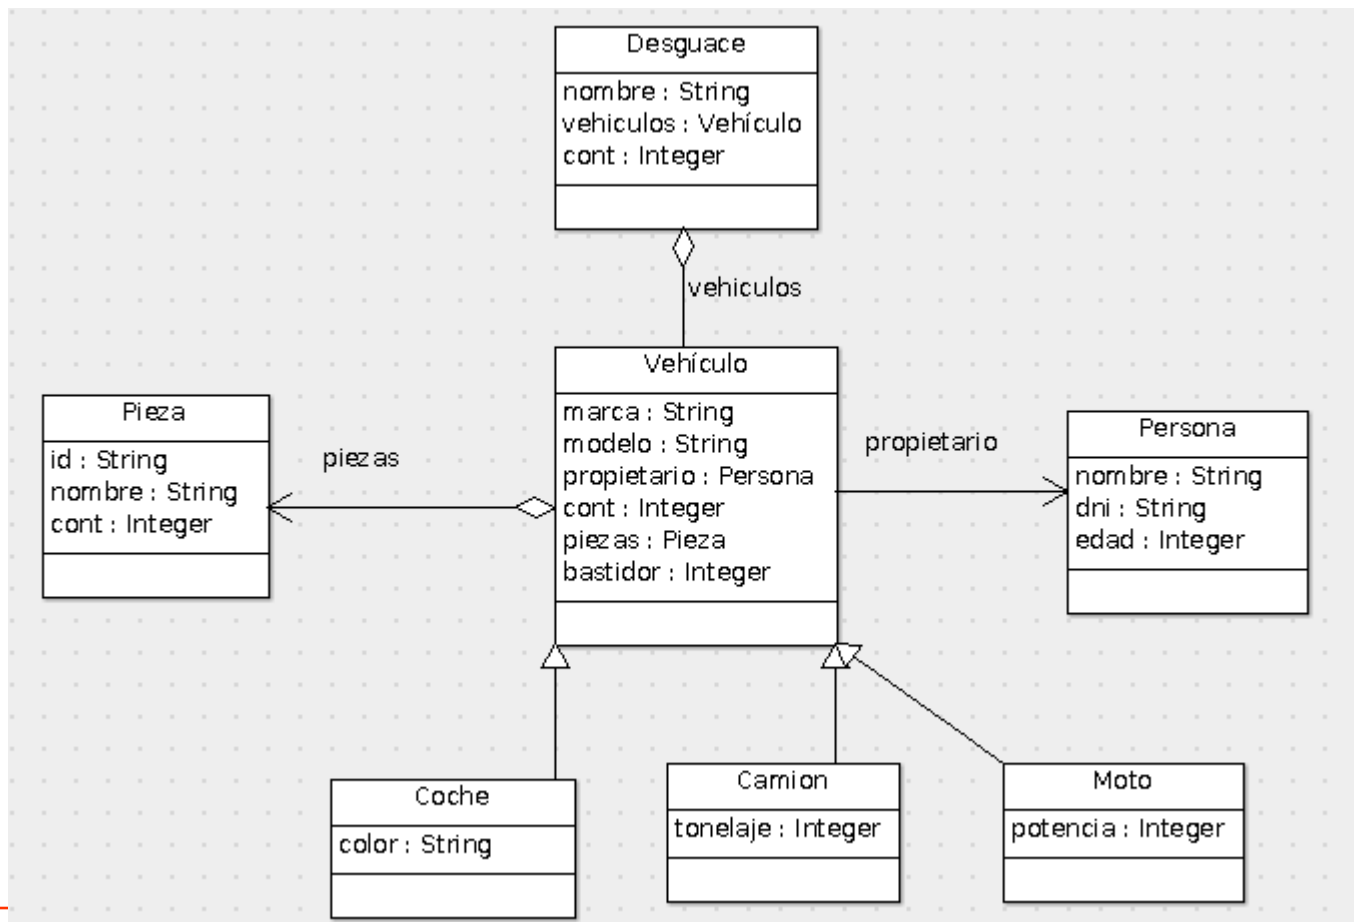 Desguace
nombre : String
vehiculos : Vehículo
cont : Integer
vehiculos
Vehículo
marca : String
modelo : String
propietario : Persona
cont : Integer
piezas : Pieza
bastidor : Integer
Pieza
id : String
nombre : String
cont : Integer
piezas
propietario
Persona
nombre : String
dni : String
edad : Integer
Coche
color : String
Camion
tonelaje : Integer
Moto
potencia : Integer